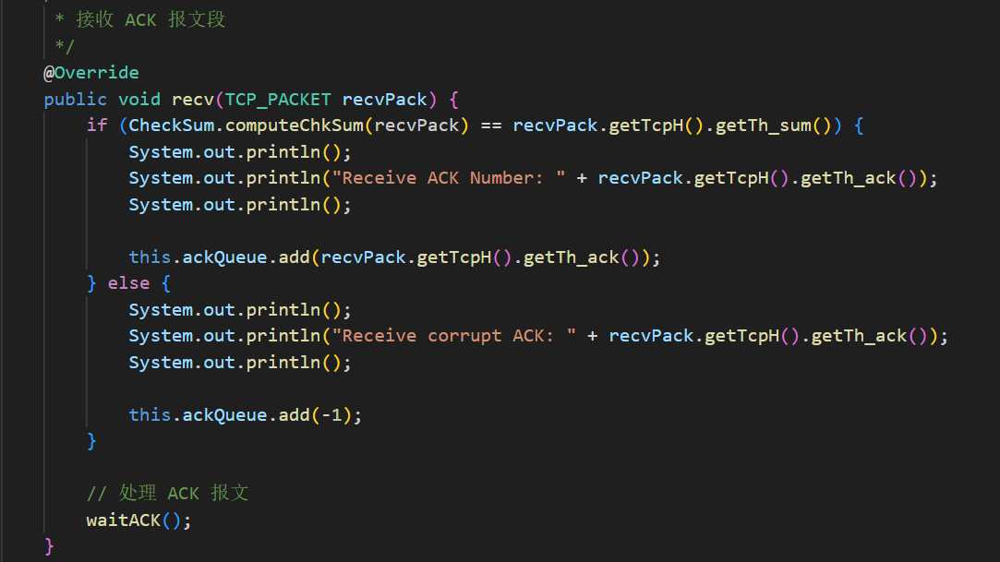 * 接收 ACK 报文段
*/
@Override
public void recv(TCP_PACKET recvPack) {
if (CheckSum.computeChkSum(recvPack) == recvPack.getTcpH().getTh_sum()) {
System.out.println();
System.out.println("Receive ACK Number: " + recvPack.getTcpH().getTh_ack());
System.out.println();
this.ackQueue.add(recvPack.getTcpH().getTh_ack());
} else {
System.out.println();
System.out.println("Receive corrupt ACK: " + recvPack.getTcpH().getTh_ack());
System.out.println();
this.ackQueue.add(-1);
}
// 处理 ACK 报文
waitACK();
}